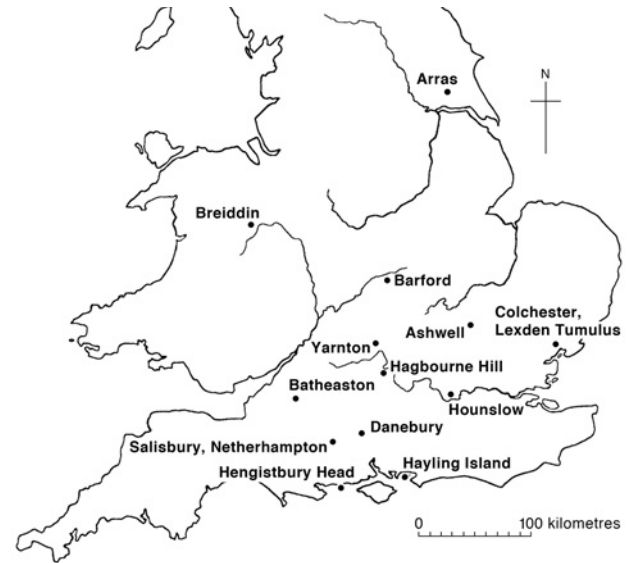 Arras
N
Breiddin
Barford
Colchester,
Lexden Tumulus
Ashwell
Yarnton
Hagbourne Hill
Batheaston
Hounslow
Danebury
Salisbury, Netherhampton
Hayling Island
Hengistbury Head
0 100 kilometres